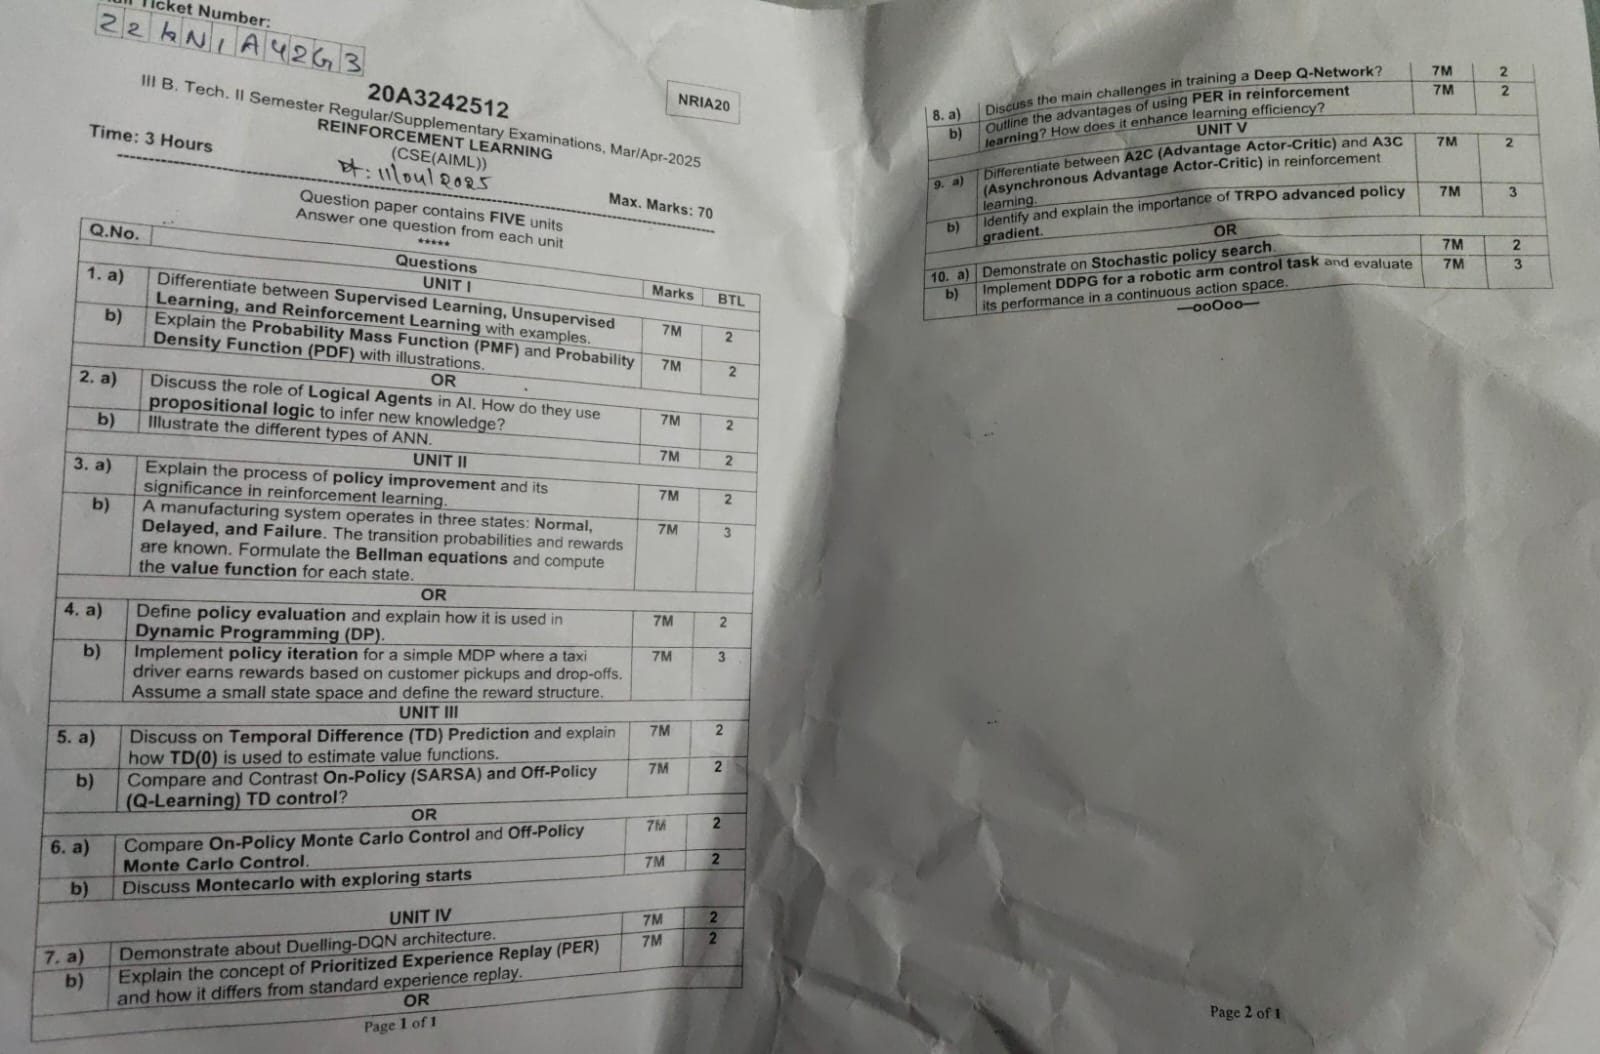 Ticket Number:
22KN1A42G3
20A3242512
NRIA20
III B. Tech. II Semester Regular/Supplementary Examinations, Mar/Apr-2025
REINFORCEMENT LEARNING
(CSE(AIML))
Time: 3 Hours
Dt: 11/04/2025
Max. Marks: 70
Question paper contains FIVE units
Answer one question from each unit
*****
Q.No. Questions Marks BTL
UNIT I
1. a) Differentiate between Supervised Learning, Unsupervised 7M 2
Learning, and Reinforcement Learning with examples.
b) Explain the Probability Mass Function (PMF) and Probability 7M 2
Density Function (PDF) with illustrations.
OR
2. a) Discuss the role of Logical Agents in AI. How do they use 7M 2
propositional logic to infer new knowledge?
b) Illustrate the different types of ANN. 7M 2
UNIT II
3. a) Explain the process of policy improvement and its 7M 2
significance in reinforcement learning.
b) A manufacturing system operates in three states: Normal, 7M 3
Delayed, and Failure. The transition probabilities and rewards
are known. Formulate the Bellman equations and compute
the value function for each state.
OR
4. a) Define policy evaluation and explain how it is used in 7M 2
Dynamic Programming (DP).
b) Implement policy iteration for a simple MDP where a taxi 7M 3
driver earns rewards based on customer pickups and drop-offs.
Assume a small state space and define the reward structure.
UNIT III
5. a) Discuss on Temporal Difference (TD) Prediction and explain 7M 2
how TD(0) is used to estimate value functions.
b) Compare and Contrast On-Policy (SARSA) and Off-Policy 7M 2
(Q-Learning) TD control?
OR
6. a) Compare On-Policy Monte Carlo Control and Off-Policy 7M 2
Monte Carlo Control.
b) Discuss Montecarlo with exploring starts 7M 2
UNIT IV
7. a) Demonstrate about Duelling-DQN architecture. 7M 2
b) Explain the concept of Prioritized Experience Replay (PER) 7M 2
and how it differs from standard experience replay.
OR
Page 1 of 1
8. a) Discuss the main challenges in training a Deep Q-Network? 7M 2
b) Outline the advantages of using PER in reinforcement 7M 2
learning? How does it enhance learning efficiency?
UNIT V
9. a) Differentiate between A2C (Advantage Actor-Critic) and A3C 7M 2
(Asynchronous Advantage Actor-Critic) in reinforcement
learning.
b) Identify and explain the importance of TRPO advanced policy 7M 3
gradient.
OR
10. a) Demonstrate on Stochastic policy search. 7M 2
b) Implement DDPG for a robotic arm control task and evaluate 7M 3
its performance in a continuous action space.
—ooOoo—
Page 2 of 1